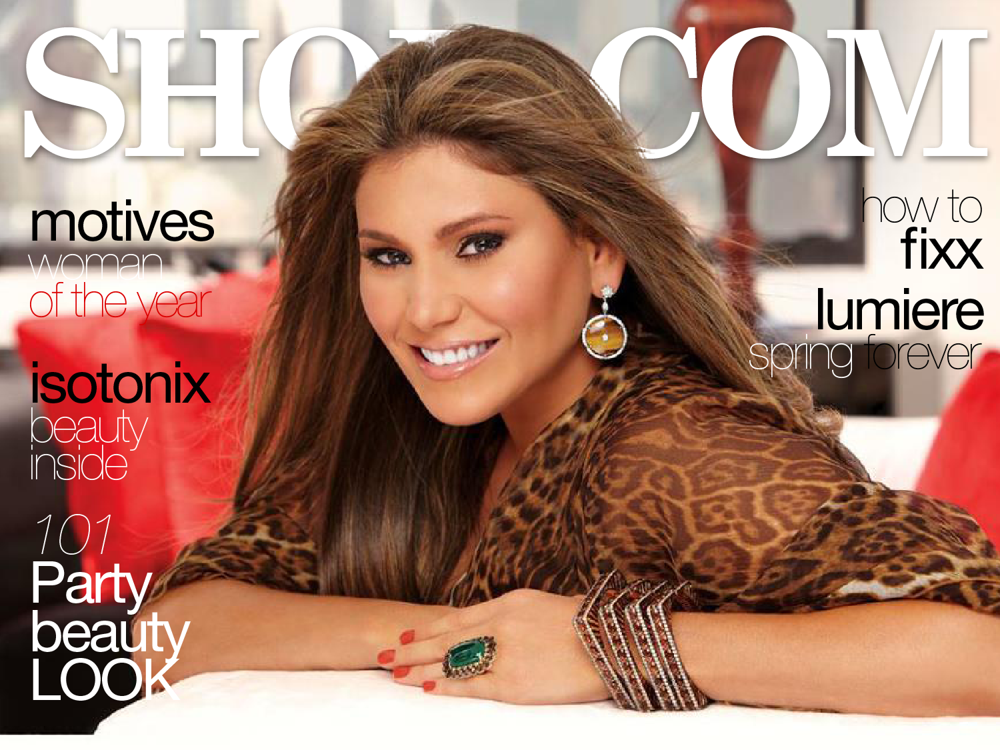 SHOP.COM
motives
woman
of the year
isotonix
beauty
inside
101
Party
beauty
LOOK
how to
fixx
lumiere
spring forever